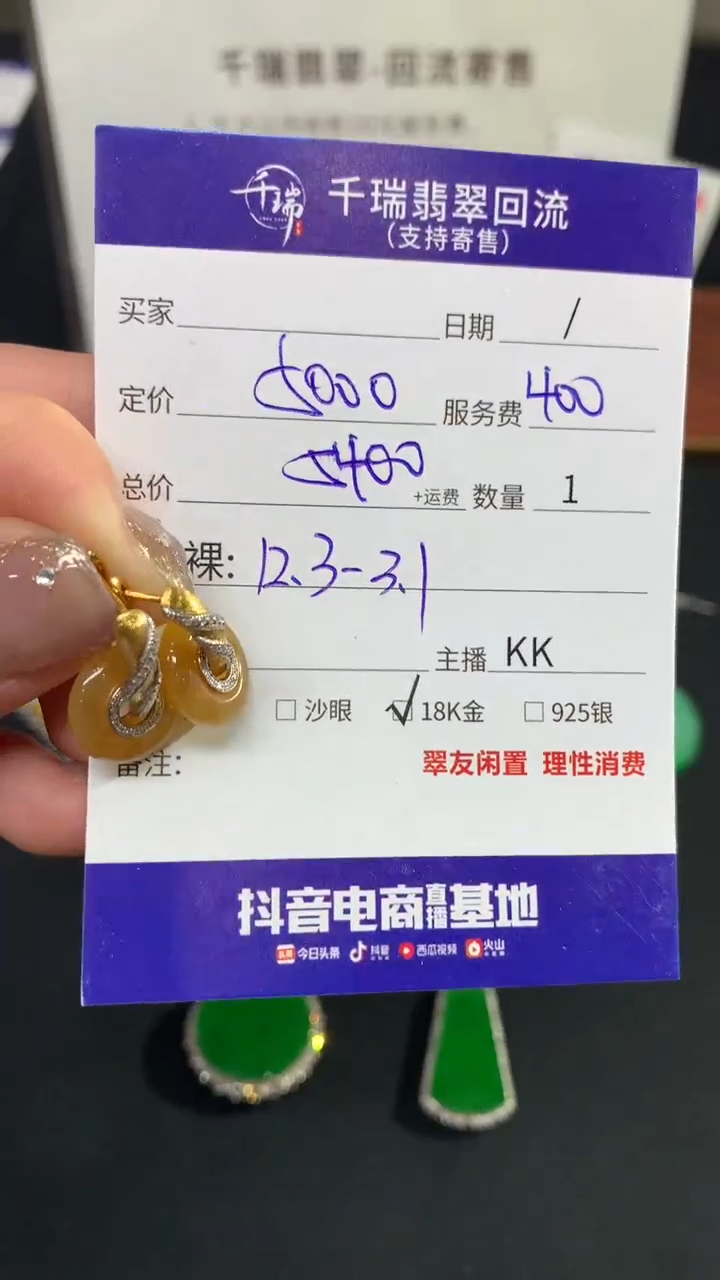 千瑞翡翠-回流寄售
千瑞
千瑞翡翠回流
(支持寄售)
买家 日期 /
定价 5000 服务费 400
总价 5400 +运费 数量 1
裸: 12.3-3.1
主播 KK
□ 沙眼 ☑ 18K金 □ 925银
备注: 翠友闲置 理性消费
抖音电商直播基地
头条 今日头条 抖音 西瓜视频 火山